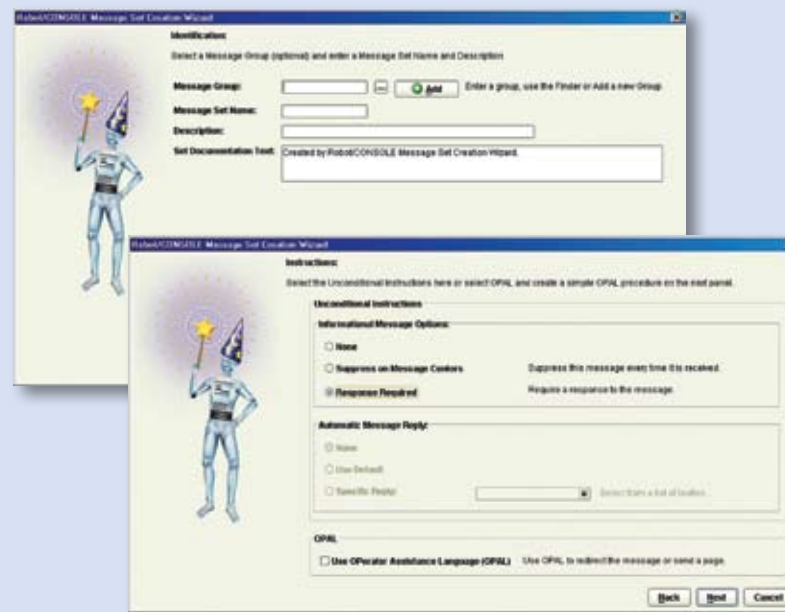 Robot/CONSOLE Message Set Creation Wizard
Identification:
Select a Message Group (optional) and enter a Message Set Name and Description
Message Group:
...
Add
Enter a group, use the Finder or Add a new Group
Message Set Name:
Description:
Set Documentation Text:
Created by Robot/CONSOLE Message Set Creation Wizard.
Robot/CONSOLE Message Set Creation Wizard
Instructions:
Select the Unconditional Instructions here or select OPAL and create a simple OPAL procedure on the next panel.
Unconditional Instructions
Informational Message Options:
None
Suppress on Message Centers
Suppress this message every time it is received.
Response Required
Require a response to the message.
Automatic Message Reply:
None
Use Default
Specific Reply:
Select from a list of
OPAL
Use OPerator Assistance Language (OPAL)
Use OPAL to redirect the message or send a page.
Back
Next
Cancel